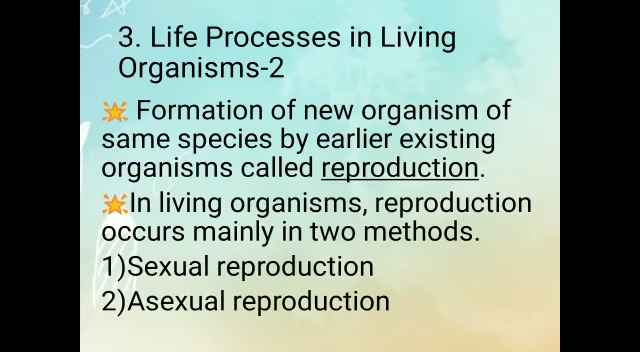 3. Life Processes in Living
Organisms-2
🌟 Formation of new organism of
same species by earlier existing
organisms called reproduction.
🌟In living organisms, reproduction
occurs mainly in two methods.
1)Sexual reproduction
2)Asexual reproduction